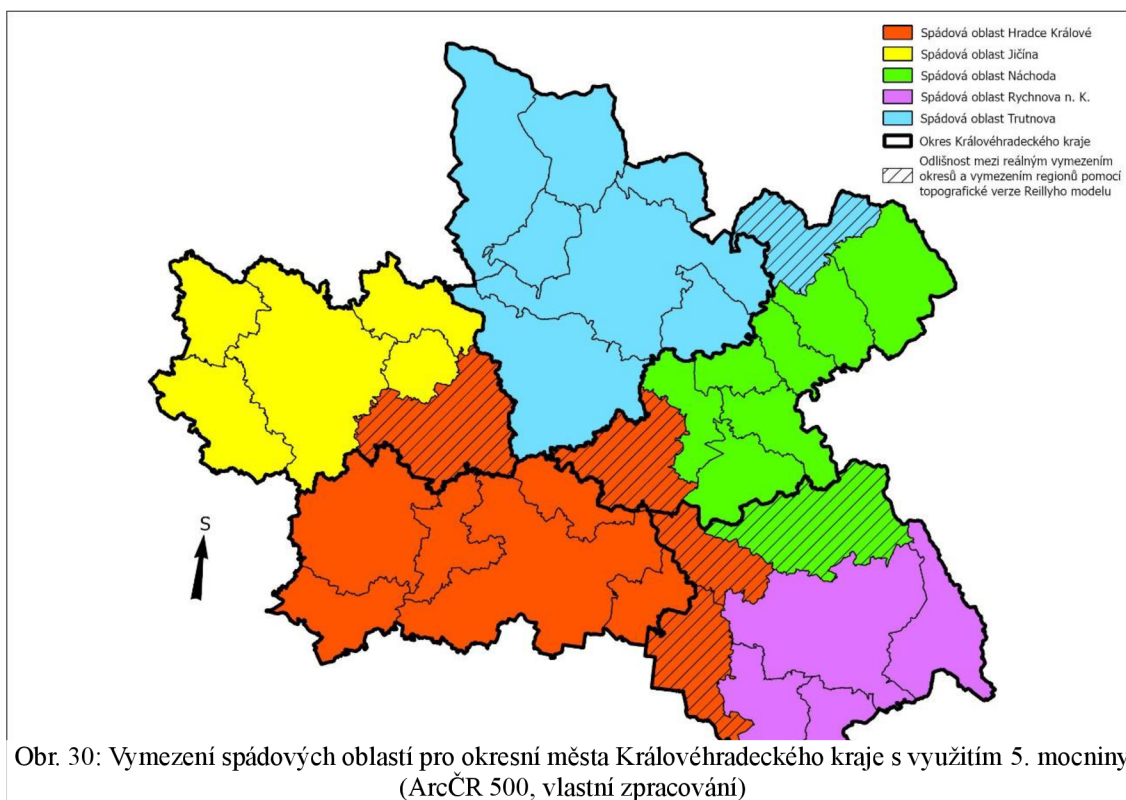 Spádová oblast Hradce Králové
Spádová oblast Jičína
Spádová oblast Náchoda
Spádová oblast Rychnova n. K.
Spádová oblast Trutnova
Okres Královéhradeckého kraje
Odlišnost mezi reálným vymezením
okresů a vymezením regionů pomocí
topografické verze Reillyho modelu
S
Obr. 30: Vymezení spádových oblastí pro okresní města Královéhradeckého kraje s využitím 5. mocniny
(ArcČR 500, vlastní zpracování)